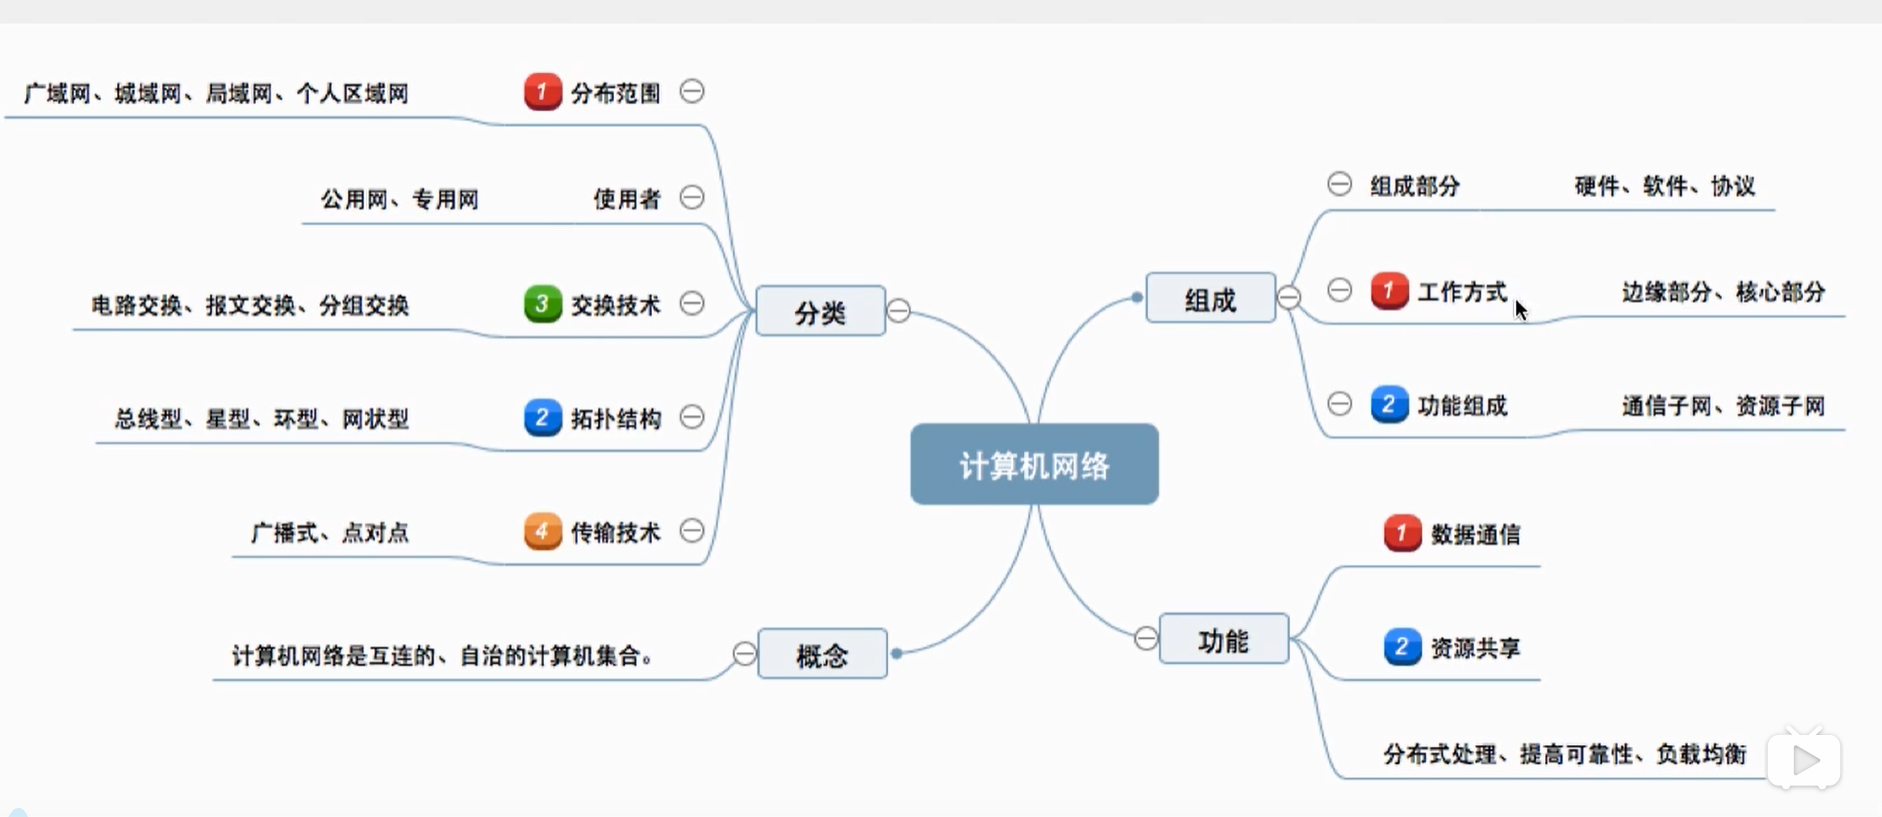 计算机网络
概念
计算机网络是互连的、自治的计算机集合。
组成
组成部分
硬件、软件、协议
1 工作方式
边缘部分、核心部分
2 功能组成
通信子网、资源子网
功能
1 数据通信
2 资源共享
分布式处理、提高可靠性、负载均衡
分类
1 分布范围
广域网、城域网、局域网、个人区域网
使用者
公用网、专用网
3 交换技术
电路交换、报文交换、分组交换
2 拓扑结构
总线型、星型、环型、网状型
4 传输技术
广播式、点对点